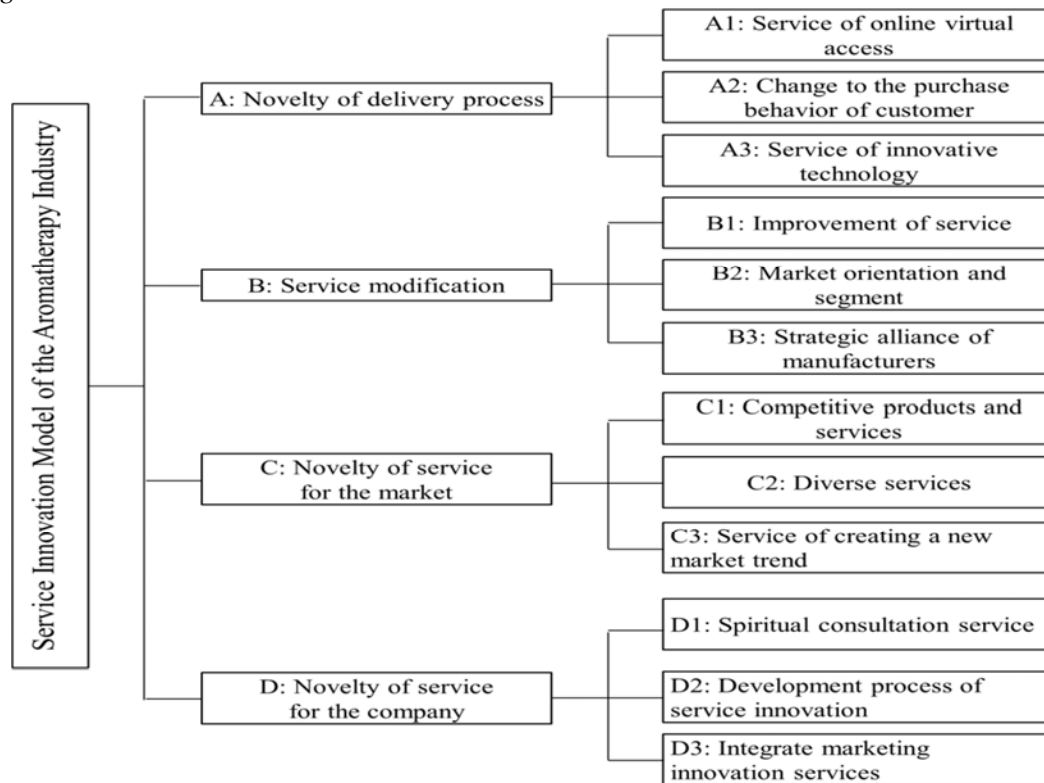 Service Innovation Model of the Aromatherapy Industry
A: Novelty of delivery process
A1: Service of online virtual
access
A2: Change to the purchase
behavior of customer
A3: Service of innovative
technology
B: Service modification
B1: Improvement of service
B2: Market orientation and
segment
B3: Strategic alliance of
manufacturers
C: Novelty of service
for the market
C1: Competitive products and
services
C2: Diverse services
C3: Service of creating a new
market trend
D: Novelty of service
for the company
D1: Spiritual consultation service
D2: Development process of
service innovation
D3: Integrate marketing
innovation services